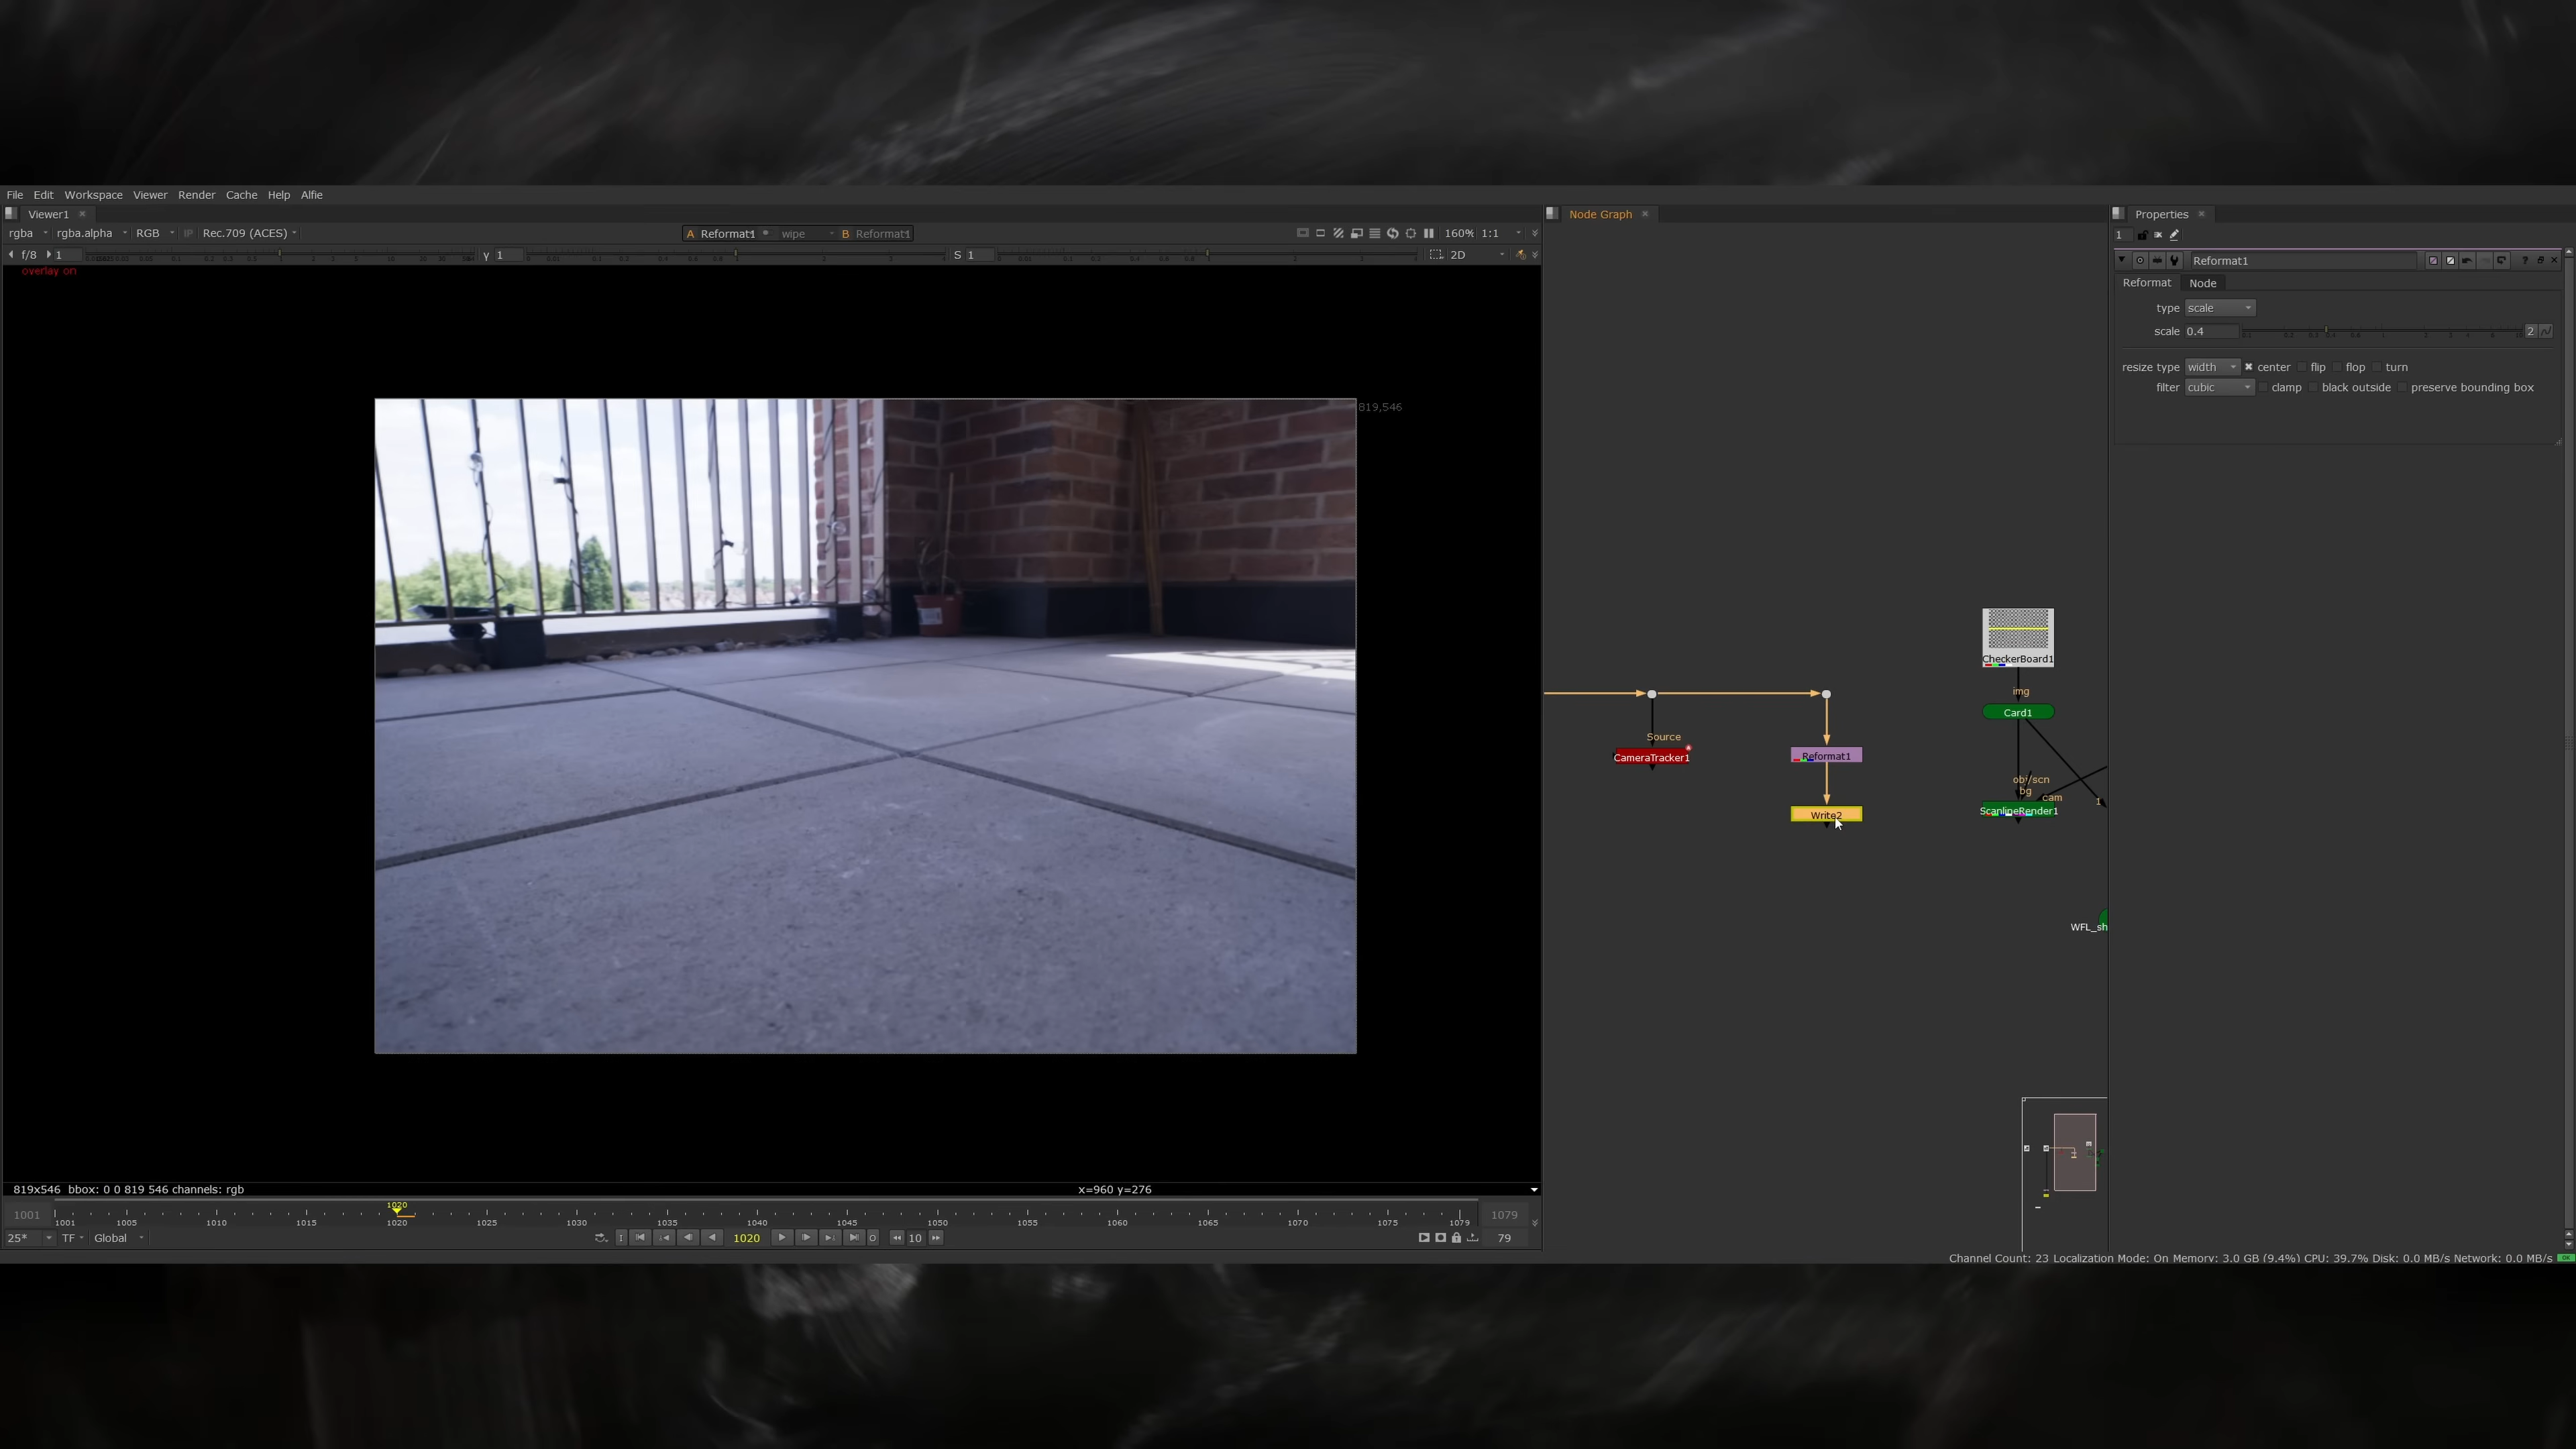 File Edit Workspace Viewer Render Cache Help Alfie
Viewer1
Node Graph
Properties
rgba rgba.alpha RGB IP Rec.709 (ACES) A Reformat1 wipe B Reformat1 160% 1:1
1
f/8 1 γ 1 S 1 2D
overlay on
Reformat1
Reformat Node
type scale
scale 0.4 2
resize type width center flip flop turn
filter cubic clamp black outside preserve bounding box
819,546
CheckerBoard1
img
Card1
Source
CameraTracker1
Reformat1
obj/scn
bg
cam
1
Write2
ScanlineRender1
WFL_sh
819x546 bbox: 0 0 819 546 channels: rgb x=960 y=276
1020
1001 1079
1001 1005 1010 1015 1020 1025 1030 1035 1040 1045 1050 1055 1060 1065 1070 1075 1079
25* TF Global 1020 10 79
Channel Count: 23 Localization Mode: On Memory: 3.0 GB (9.4%) CPU: 39.7% Disk: 0.0 MB/s Network: 0.0 MB/s